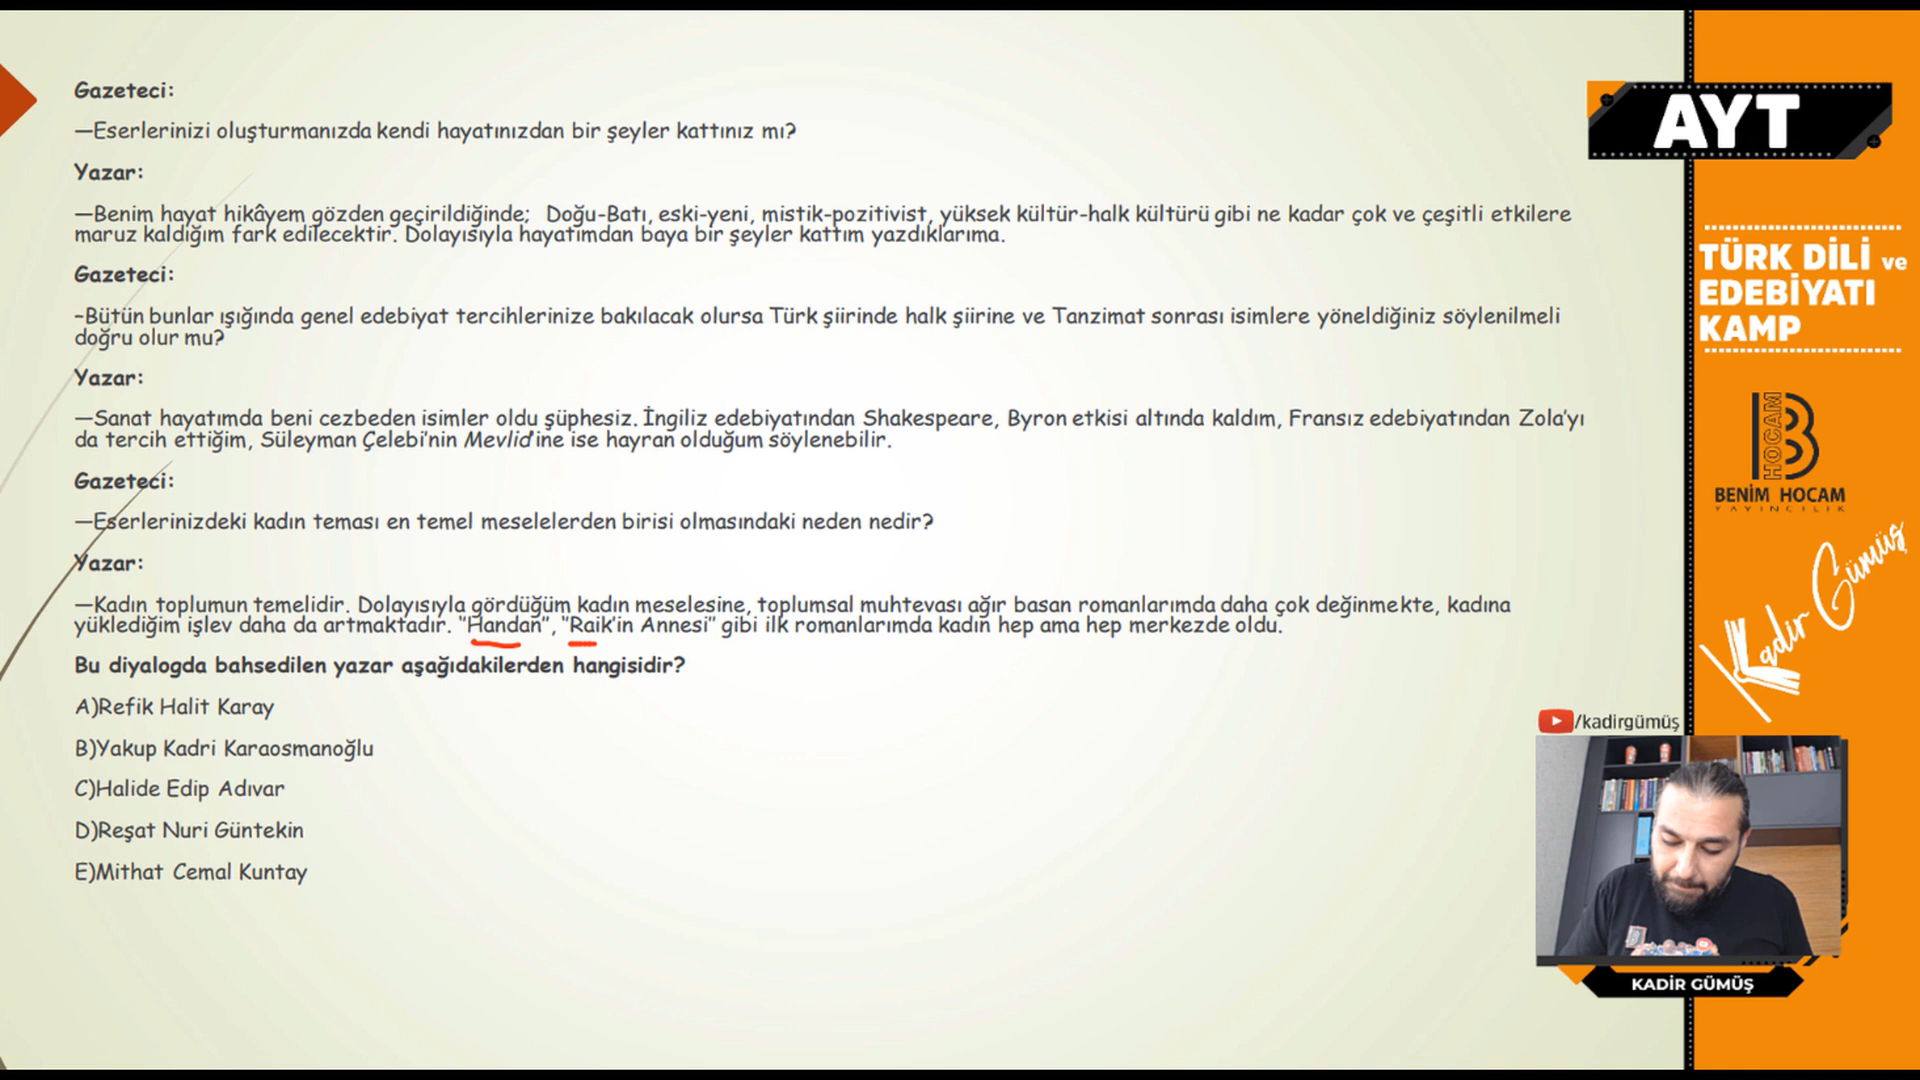 Gazeteci:
—Eserlerinizi oluşturmanızda kendi hayatınızdan bir şeyler kattınız mı?
Yazar:
—Benim hayat hikâyem gözden geçirildiğinde; Doğu-Batı, eski-yeni, mistik-pozitivist, yüksek kültür-halk kültürü gibi ne kadar çok ve çeşitli etkilere
maruz kaldığım fark edilecektir. Dolayısıyla hayatımdan baya bir şeyler kattım yazdıklarıma.
Gazeteci:
–Bütün bunlar ışığında genel edebiyat tercihlerinize bakılacak olursa Türk şiirinde halk şiirine ve Tanzimat sonrası isimlere yöneldiğiniz söylenilmeli
doğru olur mu?
Yazar:
—Sanat hayatımda beni cezbeden isimler oldu şüphesiz. İngiliz edebiyatından Shakespeare, Byron etkisi altında kaldım, Fransız edebiyatından Zola'yı
da tercih ettiğim, Süleyman Çelebi'nin Mevlid'ine ise hayran olduğum söylenebilir.
Gazeteci:
—Eserlerinizdeki kadın teması en temel meselelerden birisi olmasındaki neden nedir?
Yazar:
—Kadın toplumun temelidir. Dolayısıyla gördüğüm kadın meselesine, toplumsal muhtevası ağır basan romanlarımda daha çok değinmekte, kadına
yüklediğim işlev daha da artmaktadır. "Handan", "Raik'in Annesi" gibi ilk romanlarımda kadın hep ama hep merkezde oldu.
Bu diyalogda bahsedilen yazar aşağıdakilerden hangisidir?
A)Refik Halit Karay
B)Yakup Kadri Karaosmanoğlu
C)Halide Edip Adıvar
D)Reşat Nuri Güntekin
E)Mithat Cemal Kuntay
AYT
TÜRK DİLİ ve
EDEBİYATI
KAMP
HOCAM
BENİM HOCAM
YAYINCILIK
Kadir Gümüş
/kadirgümüş
KADİR GÜMÜŞ